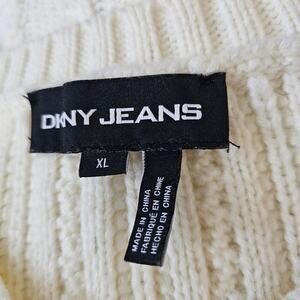 DKNY JEANS
XL
MADE IN CHINA
FABRIQUÉ EN CHINE
HECHO EN CHINA